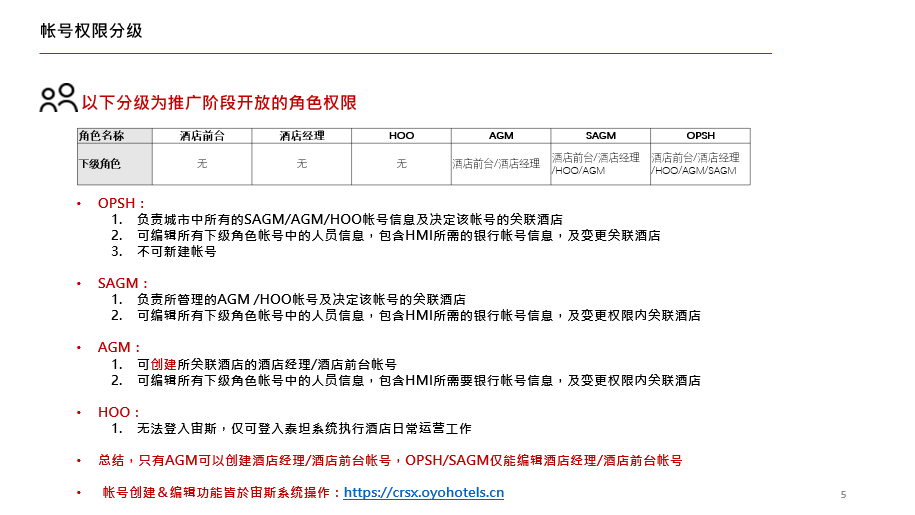 帐号权限分级
以下分级为推广阶段开放的角色权限
角色名称 酒店前台 酒店经理 HOO AGM SAGM OPSH
下级角色 无 无 无 酒店前台/酒店经理 酒店前台/酒店经理/HOO/AGM 酒店前台/酒店经理/HOO/AGM/SAGM
• OPSH：
1. 负责城市中所有的SAGM/AGM/HOO帐号信息及决定该帐号的关联酒店
2. 可编辑所有下级角色帐号中的人员信息，包含HMI所需的银行帐号信息，及变更关联酒店
3. 不可新建帐号
• SAGM：
1. 负责所管理的AGM /HOO帐号及决定该帐号的关联酒店
2. 可编辑所有下级角色帐号中的人员信息，包含HMI所需的银行帐号信息，及变更权限内关联酒店
• AGM：
1. 可创建所关联酒店的酒店经理/酒店前台帐号
2. 可编辑所有下级角色帐号中的人员信息，包含HMI所需要银行帐号信息，及变更权限内关联酒店
• HOO：
1. 无法登入宙斯，仅可登入泰坦系统执行酒店日常运营工作
• 总结，只有AGM可以创建酒店经理/酒店前台帐号，OPSH/SAGM仅能编辑酒店经理/酒店前台帐号
• 帐号创建＆编辑功能皆於宙斯系统操作：https://crsx.oyohotels.cn
5